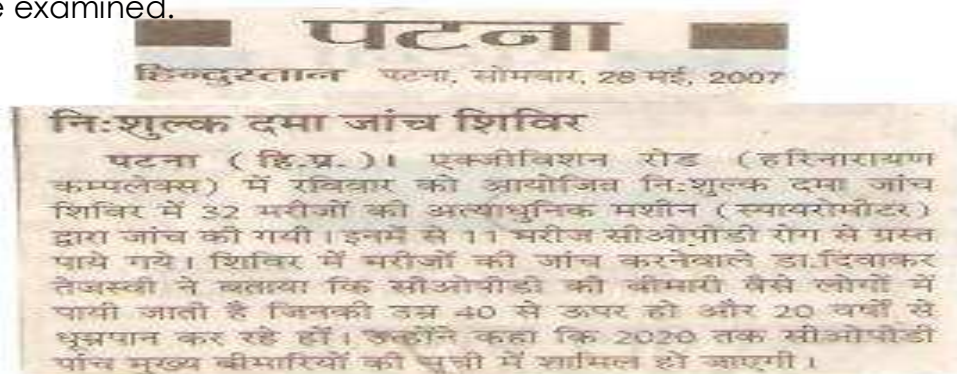 e examined.
पटना
हिन्दुस्तान पटना, सोमवार, 28 मई, 2007
निःशुल्क दमा जांच शिविर
पटना (हि.प्र.)। एक्जीविशन रोड (हरिनारायण
कम्पलेक्स) में रविवार को आयोजित निःशुल्क दमा जांच
शिविर में 32 मरीजों की अत्याधुनिक मशीन (स्पायरोमीटर)
द्वारा जांच की गयी। इनमें से 11 मरीज सीओपीडी रोग से ग्रस्त
पाये गये। शिविर में मरीजों की जांच करनेवाले डा.दिवाकर
तेजस्वी ने बताया कि सीओपीडी की बीमारी वैसे लोगों में
पायी जाती है जिनकी उम्र 40 से ऊपर हो और 20 वर्षों से
धूम्रपान कर रहे हों। उन्होंने कहा कि 2020 तक सीओपीडी
पांच मुख्य बीमारियों की सूची में शामिल हो जाएगी।